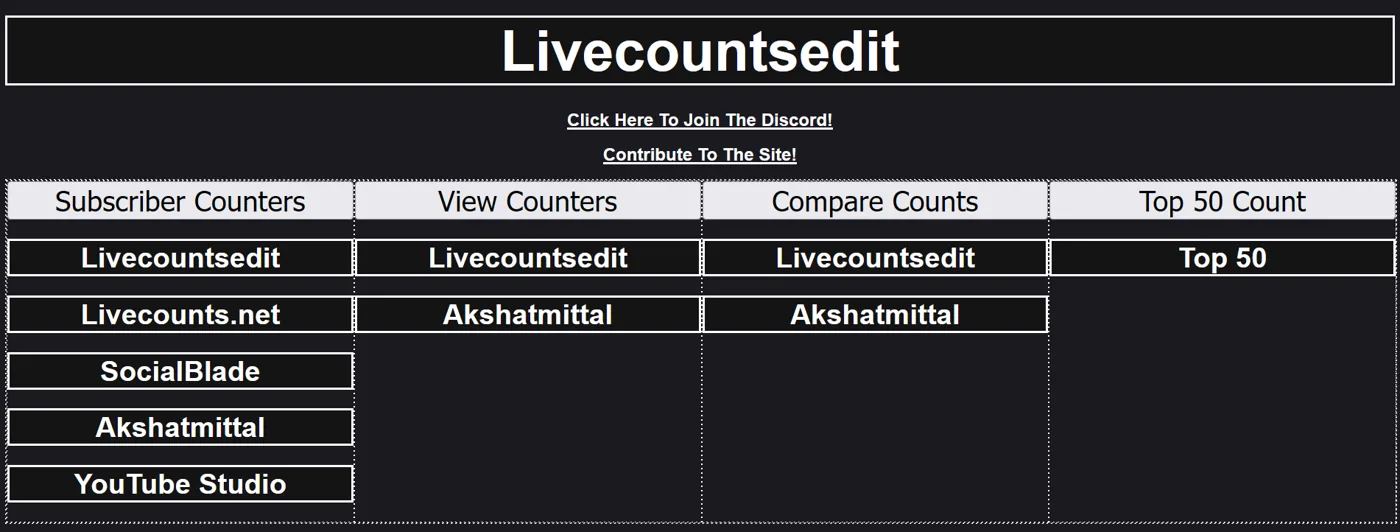 Livecountsedit
Click Here To Join The Discord!
Contribute To The Site!
Subscriber Counters View Counters Compare Counts Top 50 Count
Livecountsedit Livecountsedit Livecountsedit Top 50
Livecounts.net Akshatmittal Akshatmittal
SocialBlade
Akshatmittal
YouTube Studio